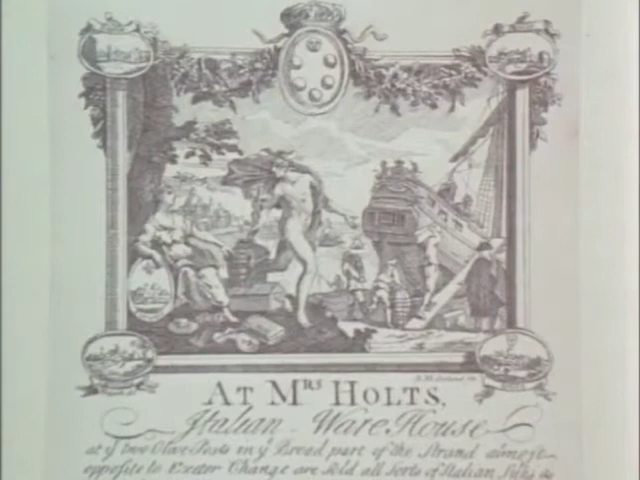 AT MRS HOLTS,
Italian Ware House
at ye two Olive Posts in ye Broad part of the Strand almost
opposite to Exeter Change are sold all sorts of Italian Silks as